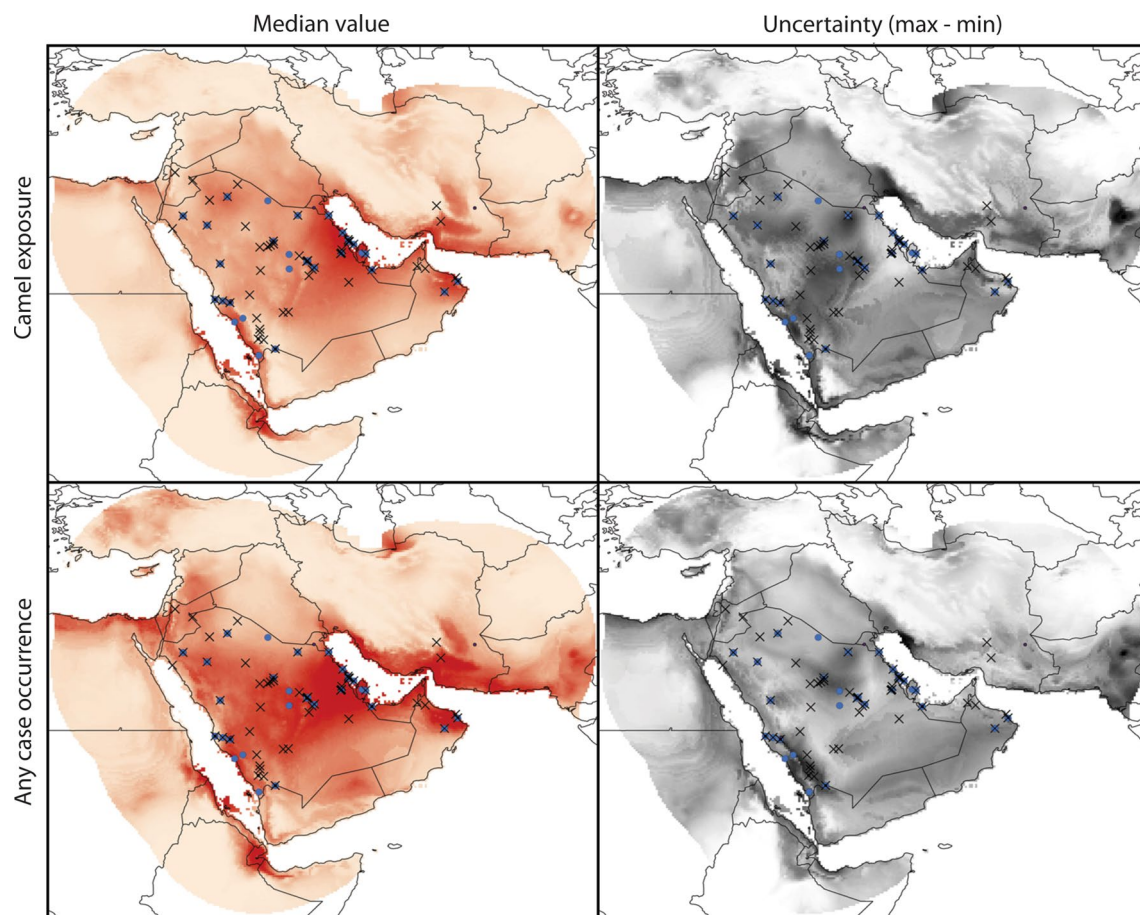 Median value
Uncertainty (max - min)
Camel exposure
Any case occurrence